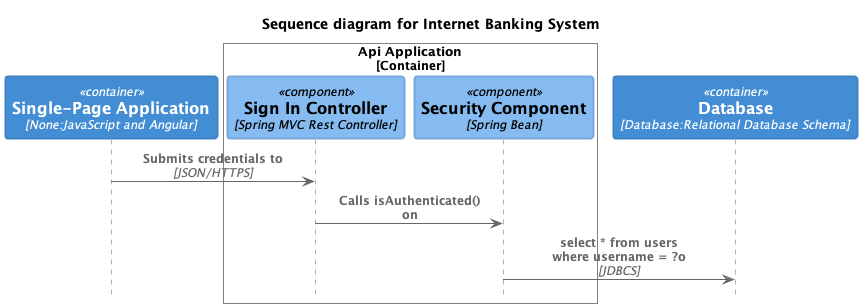 Sequence diagram for Internet Banking System
Api Application
[Container]
«container»
Single-Page Application
[None:JavaScript and Angular]
«component»
Sign In Controller
[Spring MVC Rest Controller]
«component»
Security Component
[Spring Bean]
«container»
Database
[Database:Relational Database Schema]
Submits credentials to
[JSON/HTTPS]
Calls isAuthenticated()
on
select * from users
where username = ?o
[JDBCS]